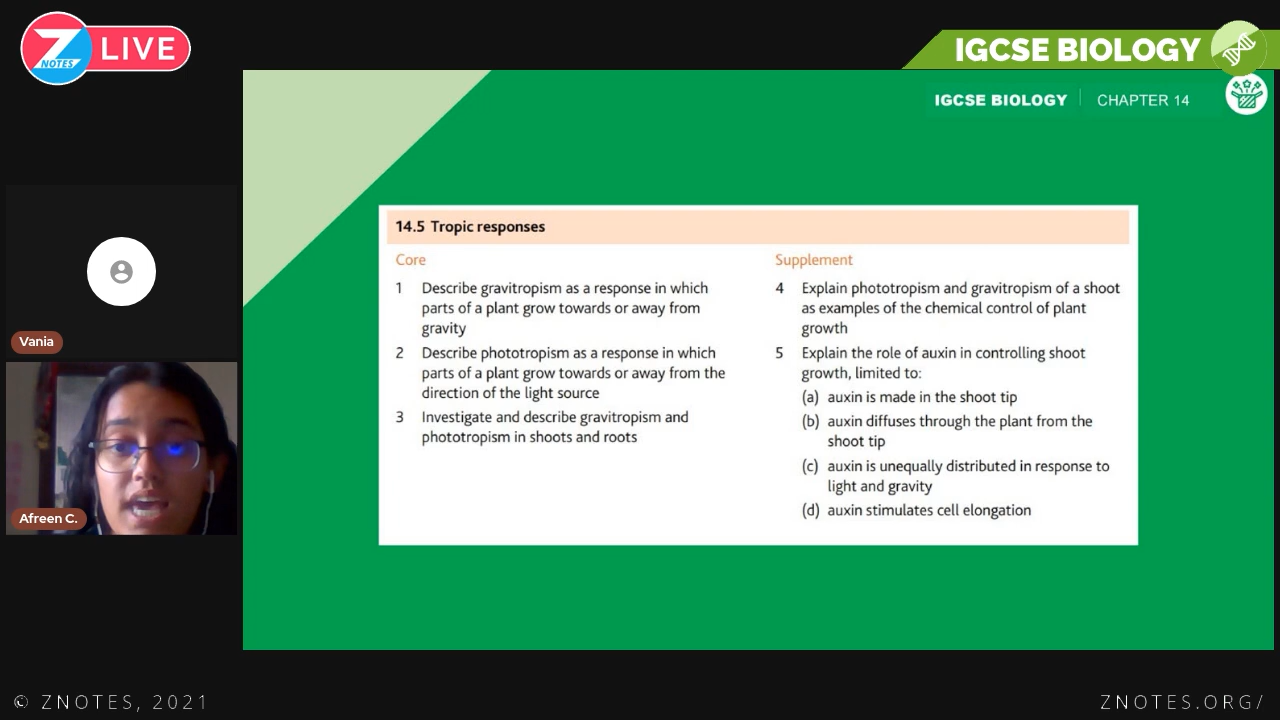 Z NOTES LIVE
IGCSE BIOLOGY
IGCSE BIOLOGY | CHAPTER 14
14.5 Tropic responses
Core
1 Describe gravitropism as a response in which
parts of a plant grow towards or away from
gravity
2 Describe phototropism as a response in which
parts of a plant grow towards or away from the
direction of the light source
3 Investigate and describe gravitropism and
phototropism in shoots and roots
Supplement
4 Explain phototropism and gravitropism of a shoot
as examples of the chemical control of plant
growth
5 Explain the role of auxin in controlling shoot
growth, limited to:
(a) auxin is made in the shoot tip
(b) auxin diffuses through the plant from the
shoot tip
(c) auxin is unequally distributed in response to
light and gravity
(d) auxin stimulates cell elongation
Vania
Afreen C.
© ZNOTES, 2021
ZNOTES.ORG/